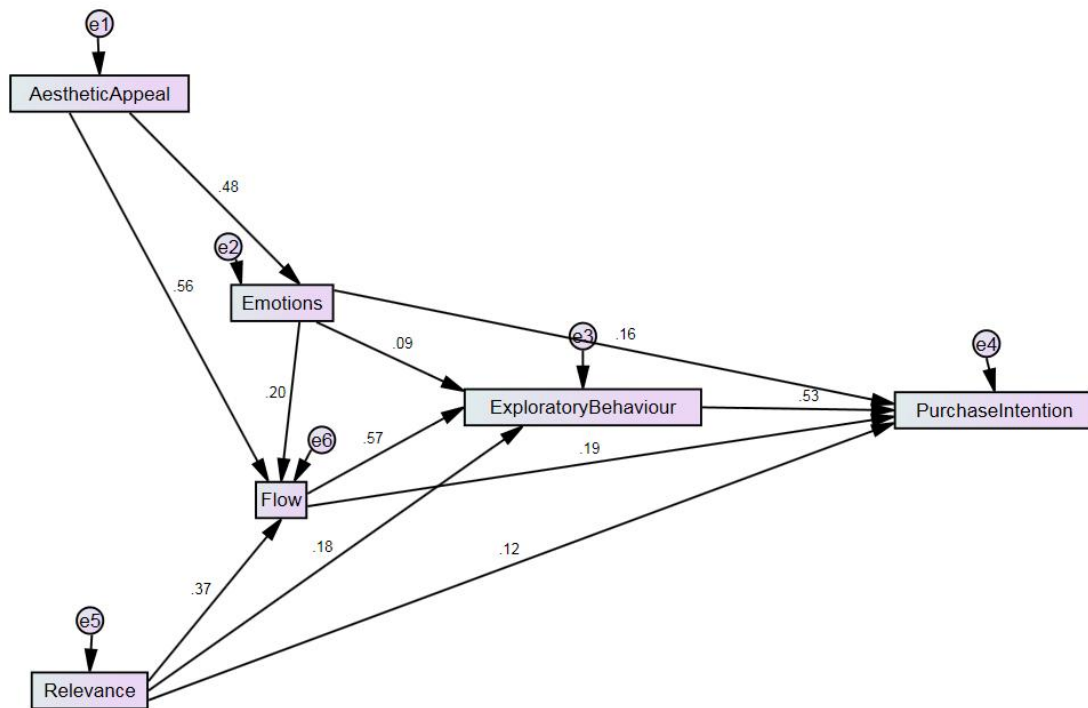 e1
AestheticAppeal
.48
e2
.56
Emotions
.16
e3
e4
.09
.20
ExploratoryBehaviour
.53
PurchaseIntention
e6
.57
.19
Flow
.18
.12
.37
e5
Relevance